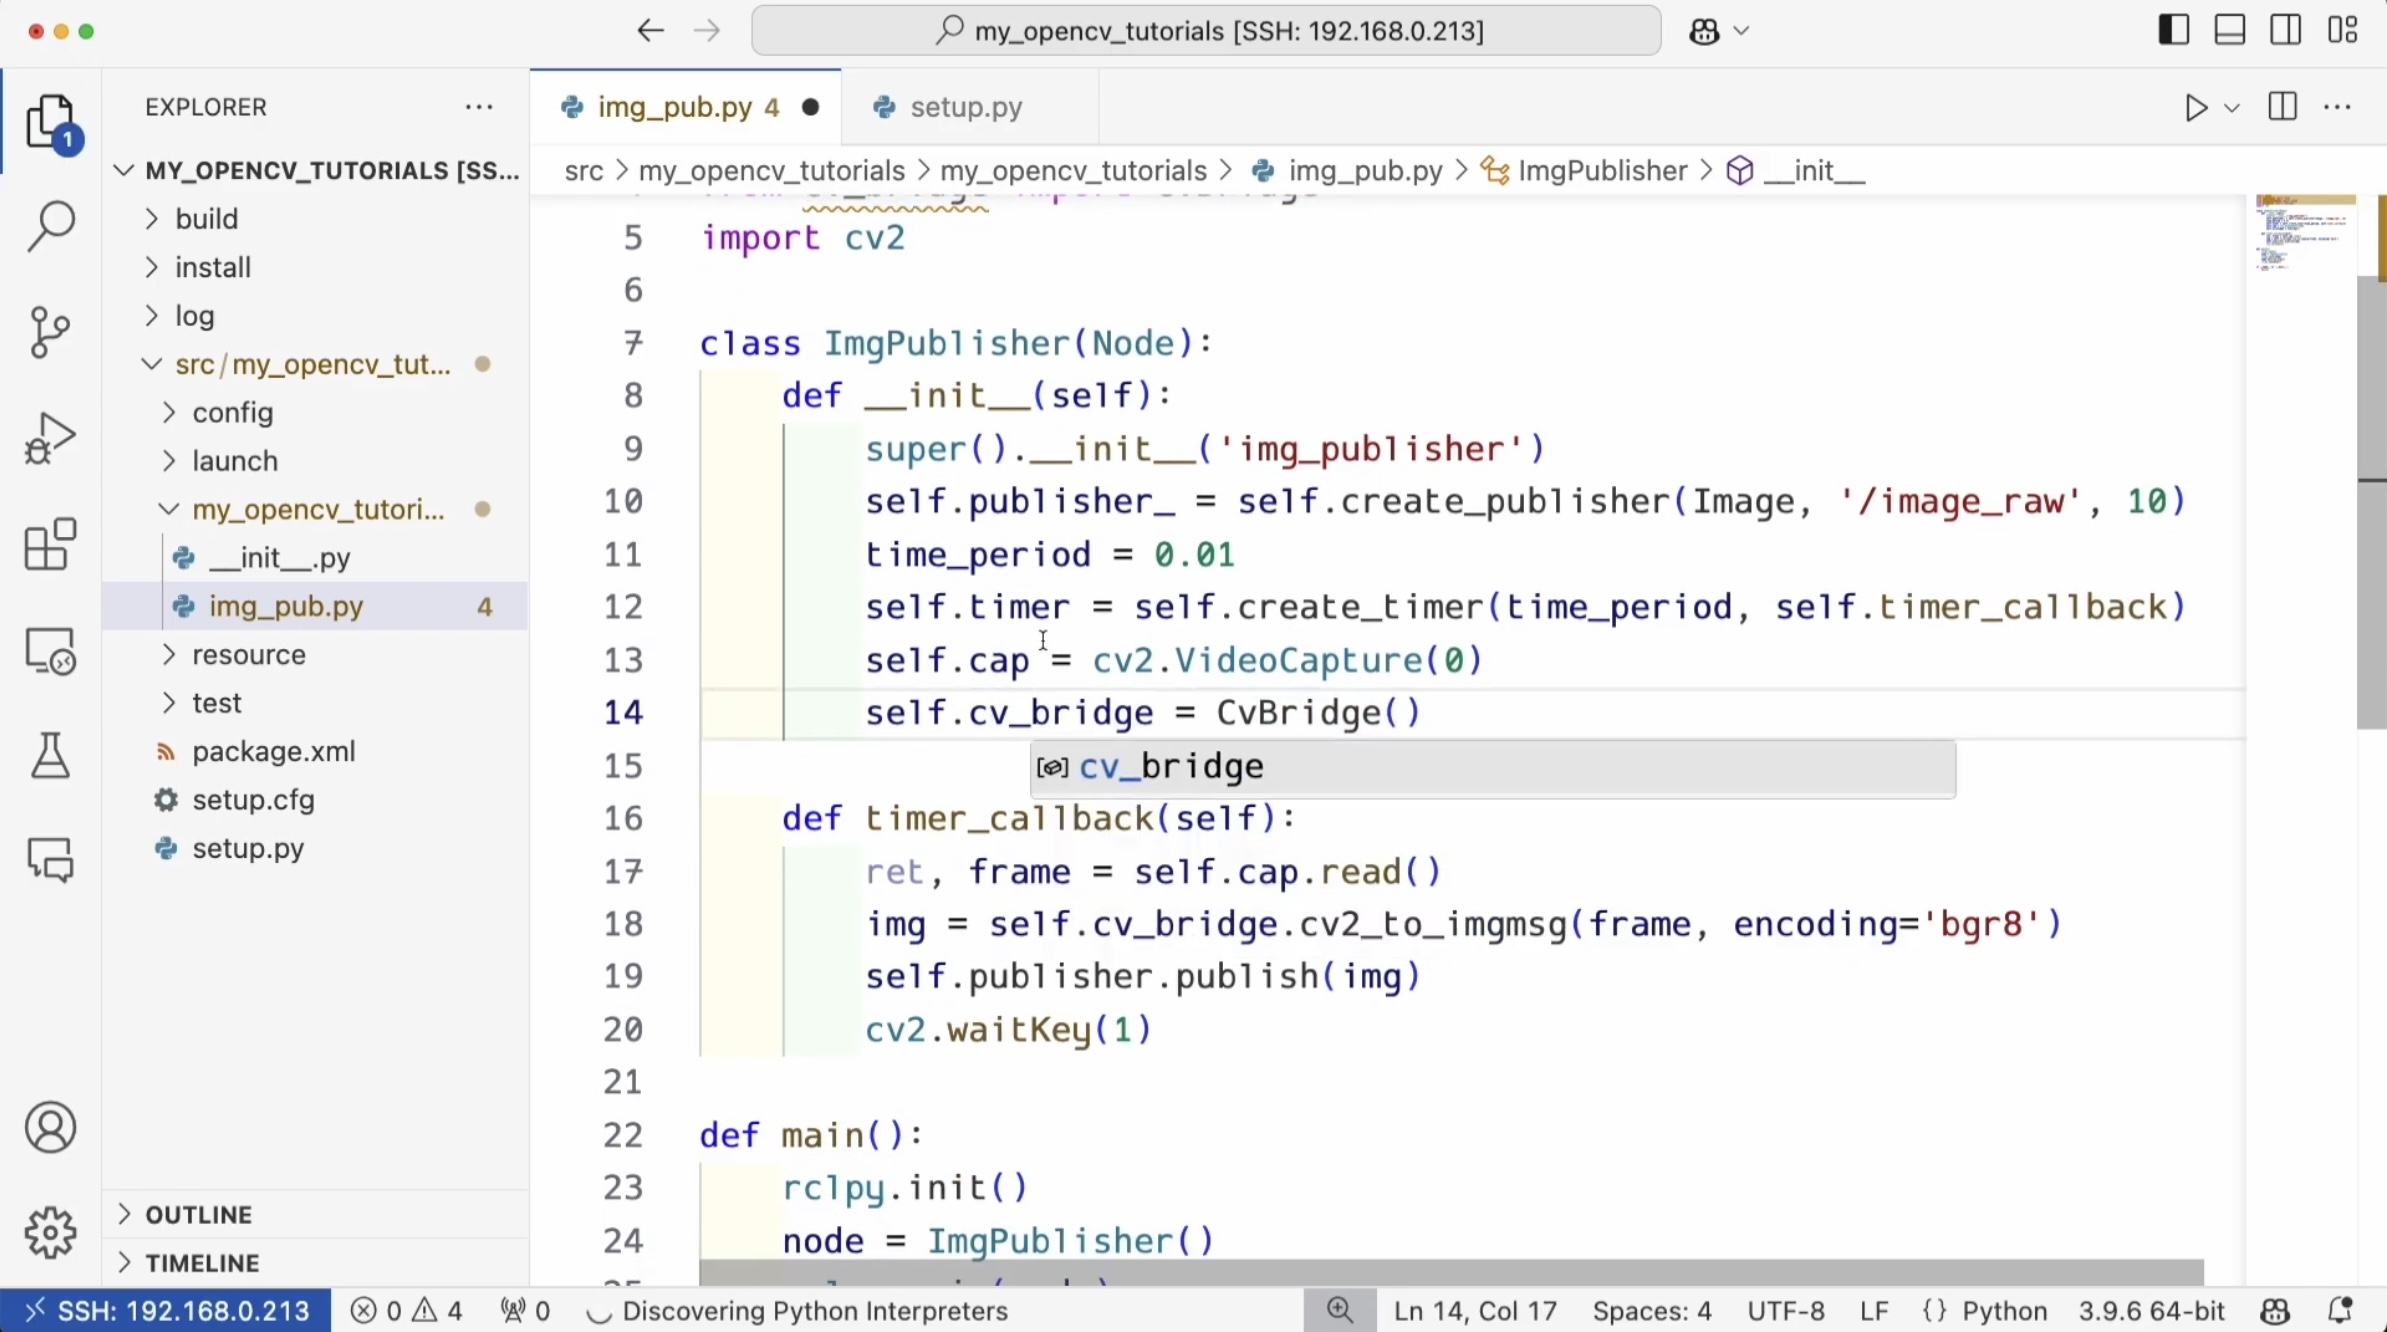 my_opencv_tutorials [SSH: 192.168.0.213]
EXPLORER
img_pub.py 4
setup.py
src > my_opencv_tutorials > my_opencv_tutorials > img_pub.py > ImgPublisher > __init__
1
MY_OPENCV_TUTORIALS [SS...
build
install
log
src/my_opencv_tut...
config
launch
my_opencv_tutori...
__init__.py
img_pub.py 4
resource
test
package.xml
setup.cfg
setup.py
OUTLINE
TIMELINE
5 import cv2
6
7 class ImgPublisher(Node):
8 def __init__(self):
9 super().__init__('img_publisher')
10 self.publisher_ = self.create_publisher(Image, '/image_raw', 10)
11 time_period = 0.01
12 self.timer = self.create_timer(time_period, self.timer_callback)
13 self.cap = cv2.VideoCapture(0)
14 self.cv_bridge = CvBridge()
15
cv_bridge
16 def timer_callback(self):
17 ret, frame = self.cap.read()
18 img = self.cv_bridge.cv2_to_imgmsg(frame, encoding='bgr8')
19 self.publisher.publish(img)
20 cv2.waitKey(1)
21
22 def main():
23 rclpy.init()
24 node = ImgPublisher()
SSH: 192.168.0.213 0 4 0 Discovering Python Interpreters Ln 14, Col 17 Spaces: 4 UTF-8 LF {} Python 3.9.6 64-bit